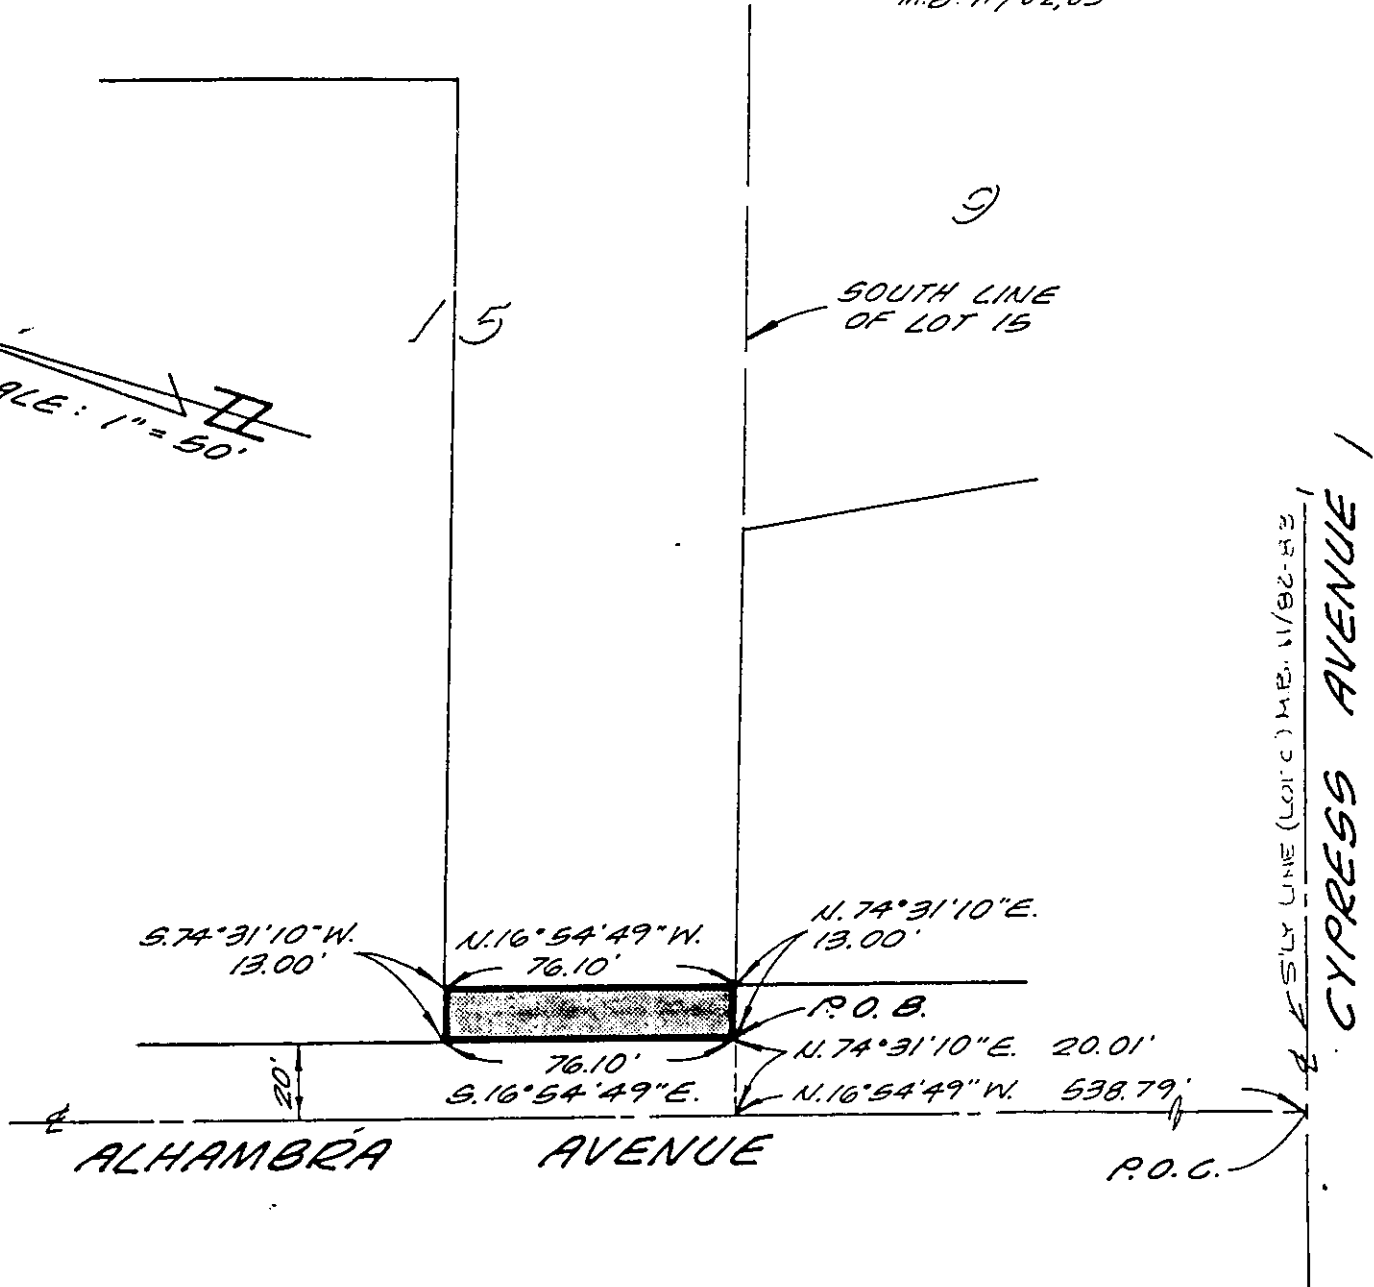 9
SOUTH LINE
OF LOT 15
15
1" = 50'
S'LY LINE (LOT C) M.B. 11/82-83
CYPRESS AVENUE
S.74°31'10"W.
13.00'
N.16°54'49"W.
76.10'
N.74°31'10"E.
13.00'
P.O.B.
76.10'
S.16°54'49"E.
N.74°31'10"E. 20.01'
N.16°54'49"W. 538.79'
20'
ALHAMBRA AVENUE
P.O.C.